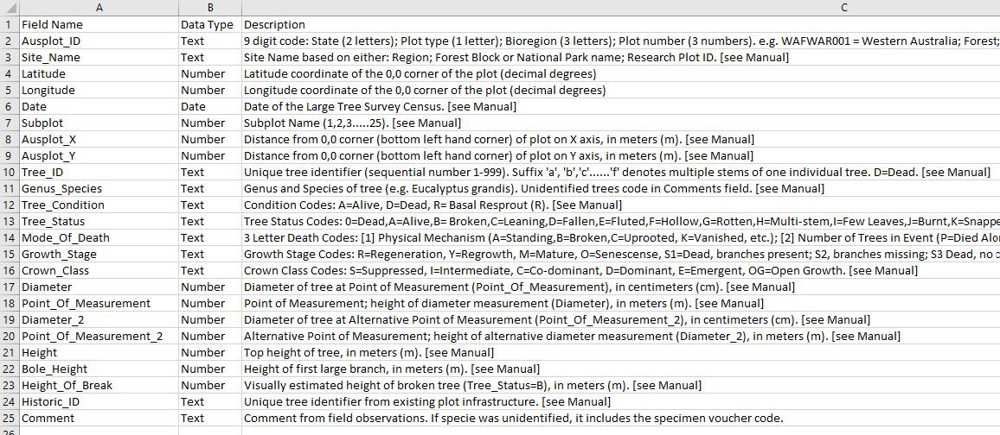 A B C
1 Field Name Data Type Description
2 Ausplot_ID Text 9 digit code: State (2 letters); Plot type (1 letter); Bioregion (3 letters); Plot number (3 numbers). e.g. WAFWAR001 = Western Australia; Forest;
3 Site_Name Text Site Name based on either: Region; Forest Block or National Park name; Research Plot ID. [see Manual]
4 Latitude Number Latitude coordinate of the 0,0 corner of the plot (decimal degrees)
5 Longitude Number Longitude coordinate of the 0,0 corner of the plot (decimal degrees)
6 Date Date Date of the Large Tree Survey Census. [see Manual]
7 Subplot Number Subplot Name (1,2,3.....25). [see Manual]
8 Ausplot_X Number Distance from 0,0 corner (bottom left hand corner) of plot on X axis, in meters (m). [see Manual]
9 Ausplot_Y Number Distance from 0,0 corner (bottom left hand corner) of plot on Y axis, in meters (m). [see Manual]
10 Tree_ID Text Unique tree identifier (sequential number 1-999). Suffix 'a', 'b','c'......'f' denotes multiple stems of one individual tree. D=Dead. [see Manual]
11 Genus_Species Text Genus and Species of tree (e.g. Eucalyptus grandis). Unidentified trees code in Comments field. [see Manual]
12 Tree_Condition Text Condition Codes: A=Alive, D=Dead, R= Basal Resprout (R). [See Manual]
13 Tree_Status Text Tree Status Codes: 0=Dead,A=Alive,B= Broken,C=Leaning,D=Fallen,E=Fluted,F=Hollow,G=Rotten,H=Multi-stem,I=Few Leaves,J=Burnt,K=Snappe
14 Mode_Of_Death Text 3 Letter Death Codes: [1] Physical Mechanism (A=Standing,B=Broken,C=Uprooted, K=Vanished, etc.); [2] Number of Trees in Event (P=Died Alo
15 Growth_Stage Text Growth Stage Codes: R=Regeneration, Y=Regrowth, M=Mature, O=Senescense, S1=Dead, branches present; S2, branches missing; S3 Dead, no
16 Crown_Class Text Crown Class Codes: S=Suppressed, I=Intermediate, C=Co-dominant, D=Dominant, E=Emergent, OG=Open Growth. [see Manual]
17 Diameter Number Diameter of tree at Point of Measurement (Point_Of_Measurement), in centimeters (cm). [see Manual]
18 Point_Of_Measurement Number Point of Measurement; height of diameter measurement (Diameter), in meters (m). [see Manual]
19 Diameter_2 Number Diameter of tree at Alternative Point of Measurement (Point_Of_Measurement_2), in centimeters (cm). [see Manual]
20 Point_Of_Measurement_2 Number Alternative Point of Measurement; height of alternative diameter measurement (Diameter_2), in meters (m). [see Manual]
21 Height Number Top height of tree, in meters (m). [see Manual]
22 Bole_Height Number Height of first large branch, in meters (m). [see Manual]
23 Height_Of_Break Number Visually estimated height of broken tree (Tree_Status=B), in meters (m). [see Manual]
24 Historic_ID Text Unique tree identifier from existing plot infrastructure. [see Manual]
25 Comment Text Comment from field observations. If specie was unidentified, it includes the specimen voucher code.